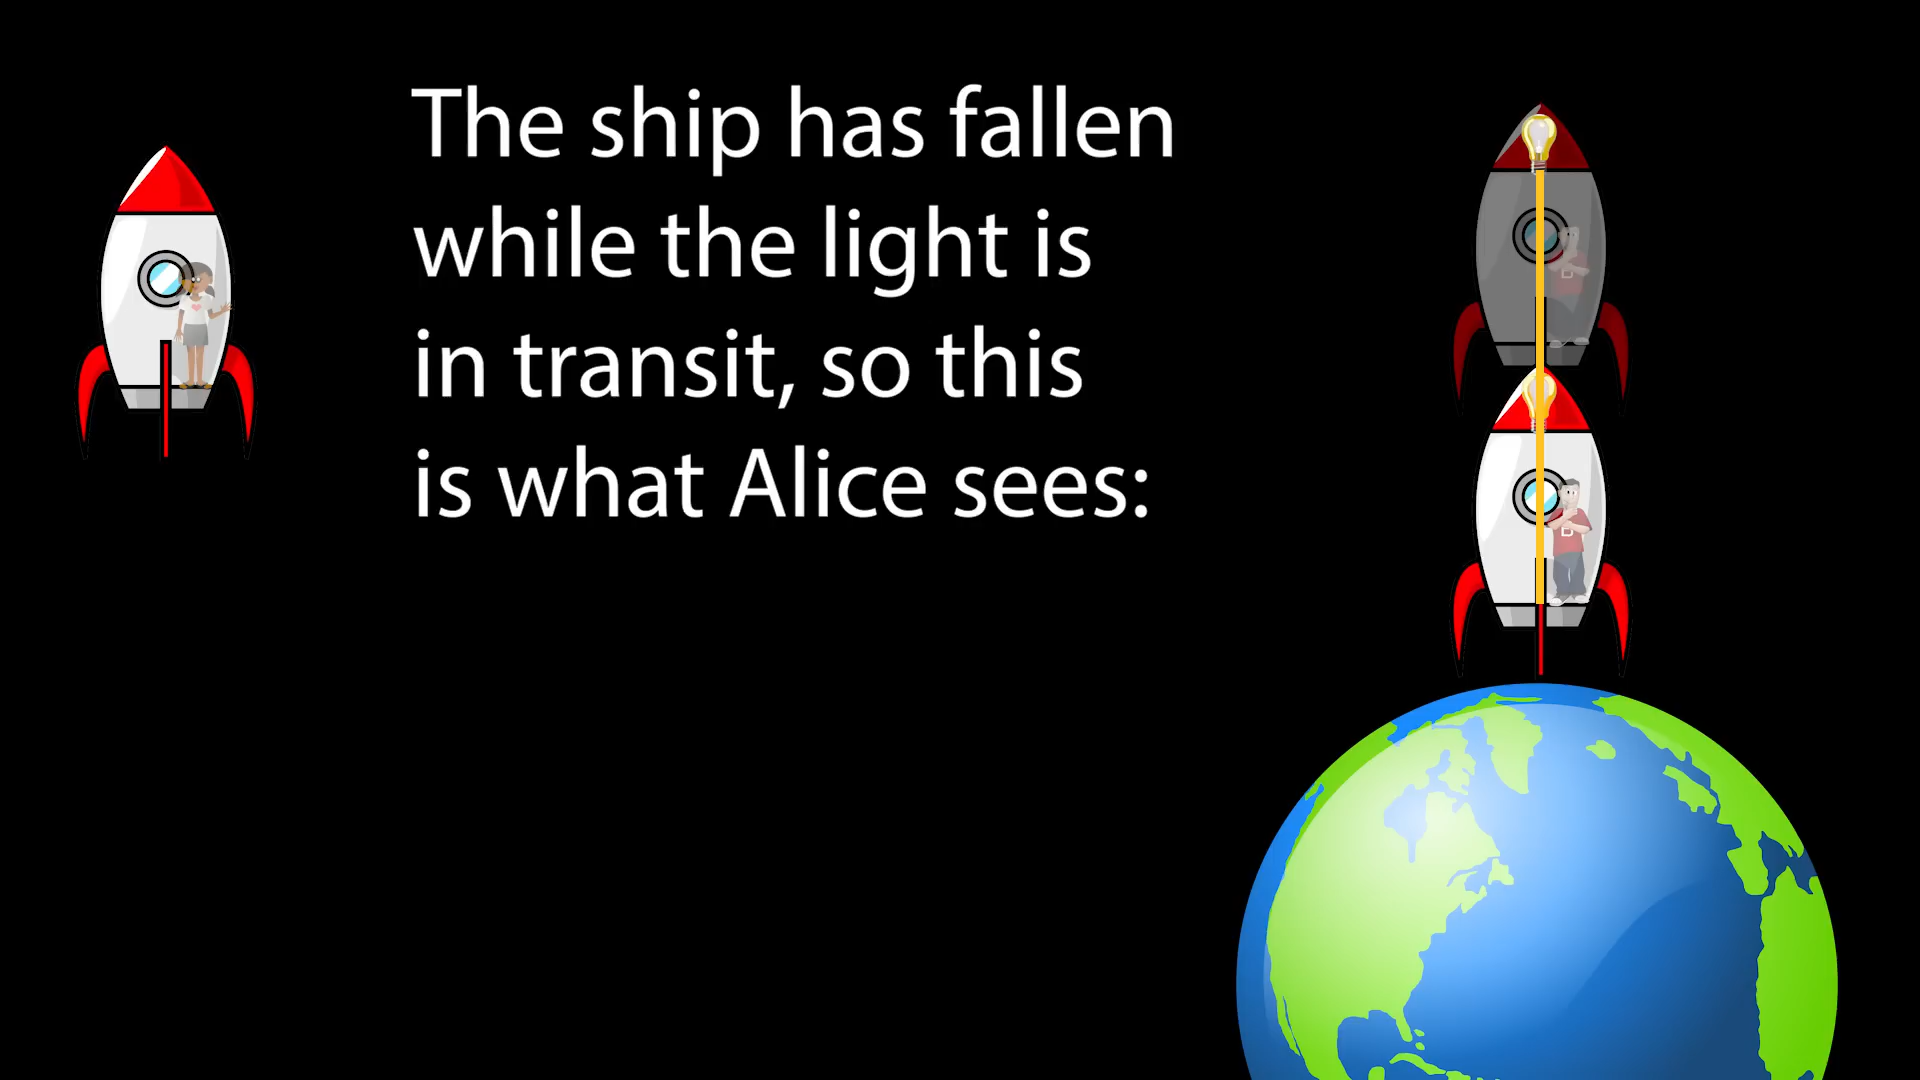 The ship has fallen
while the light is
in transit, so this
is what Alice sees: